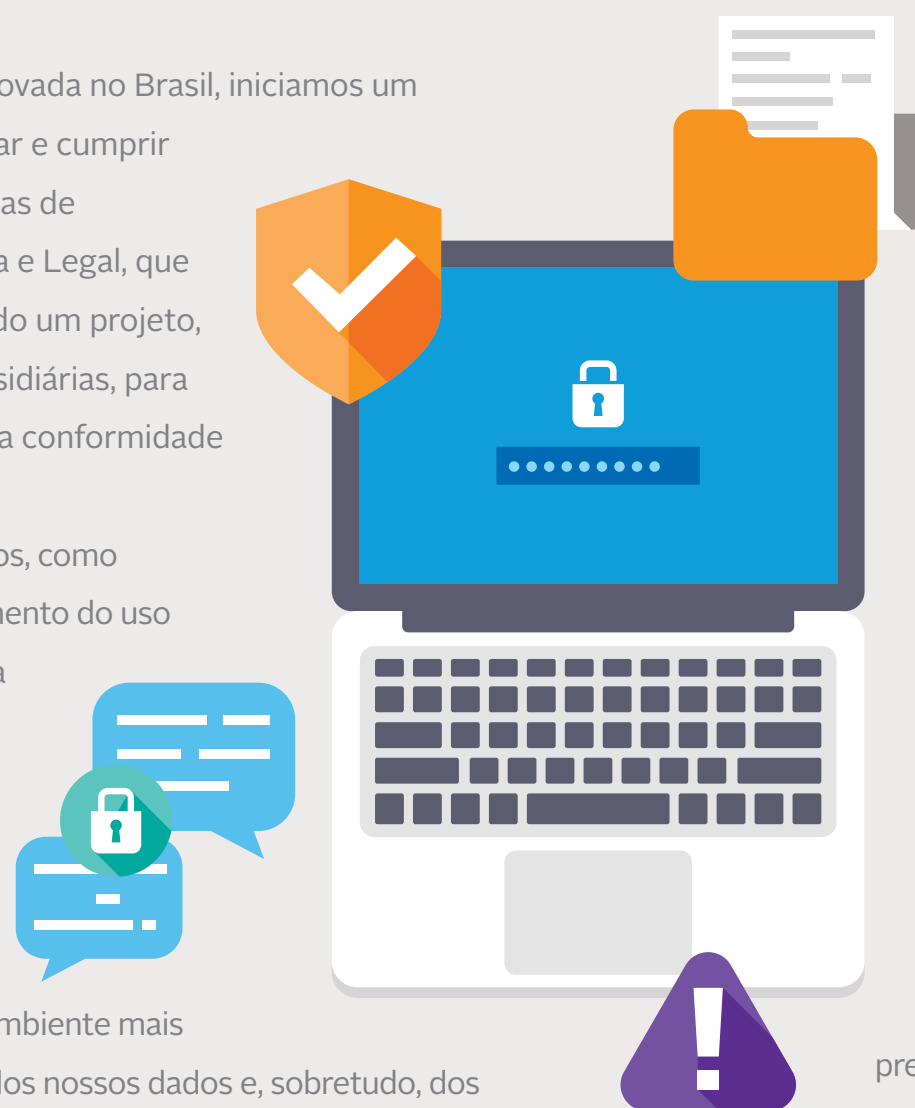 ovada no Brasil, iniciamos um
ar e cumprir
as de
a e Legal, que
do um projeto,
sidiárias, para
a conformidade
os, como
mento do uso
a
mbiente mais
dos nossos dados e, sobretudo, dos
pre